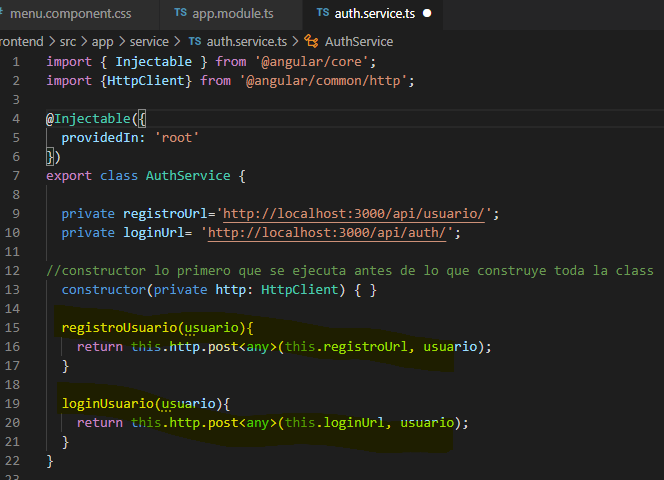 menu.component.css TS app.module.ts TS auth.service.ts
rontend > src > app > service > TS auth.service.ts > AuthService
1 import { Injectable } from '@angular/core';
2 import {HttpClient} from '@angular/common/http';
3
4 @Injectable({
5 providedIn: 'root'
6 })
7 export class AuthService {
8
9 private registroUrl='http://localhost:3000/api/usuario/';
10 private loginUrl= 'http://localhost:3000/api/auth/';
11
12 //constructor lo primero que se ejecuta antes de lo que construye toda la class
13 constructor(private http: HttpClient) { }
14
15 registroUsuario(usuario){
16 return this.http.post<any>(this.registroUrl, usuario);
17 }
18
19 loginUsuario(usuario){
20 return this.http.post<any>(this.loginUrl, usuario);
21 }
22 }
23